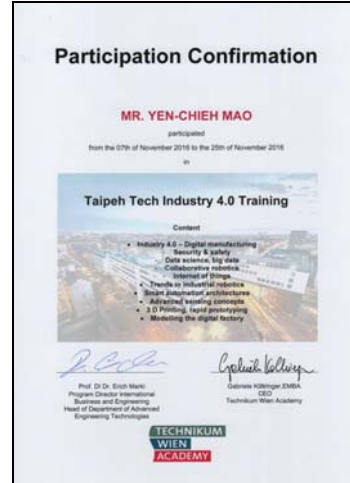 Participation Confirmation
MR. YEN-CHIEH MAO
participated
from the 07th of November 2016 to the 25th of November 2016
in
Taipeh Tech Industry 4.0 Training
Content
• Industry 4.0 – Digital manufacturing
Security & safety
Data science, big data
• Collaborative robotics
Internet of things
• Trends in industrial robotics
• Smart automation architectures
• Advanced sensing concepts
• 3 D Printing, rapid prototyping
• Modelling the digital factory
Prof. DI Dr. Erich Markl
Program Director International
Business and Engineering
Head of Department of Advanced
Engineering Technologies
Gabriele Költringer, EMBA
CEO
Technikum Wien Academy
TECHNIKUM
WIEN
ACADEMY